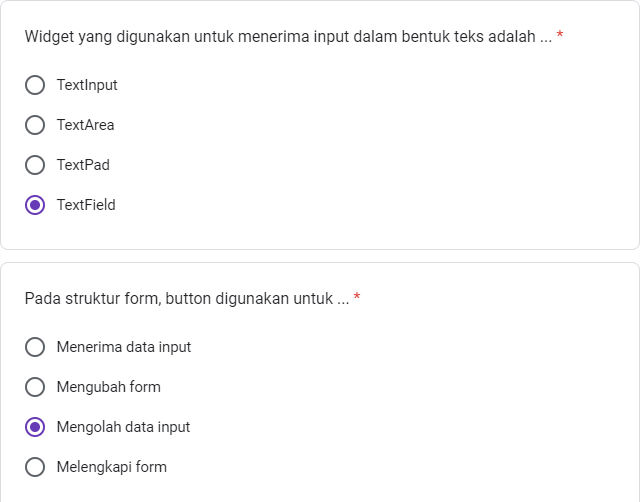 Widget yang digunakan untuk menerima input dalam bentuk teks adalah ... *
TextInput
TextArea
TextPad
TextField
Pada struktur form, button digunakan untuk ... *
Menerima data input
Mengubah form
Mengolah data input
Melengkapi form